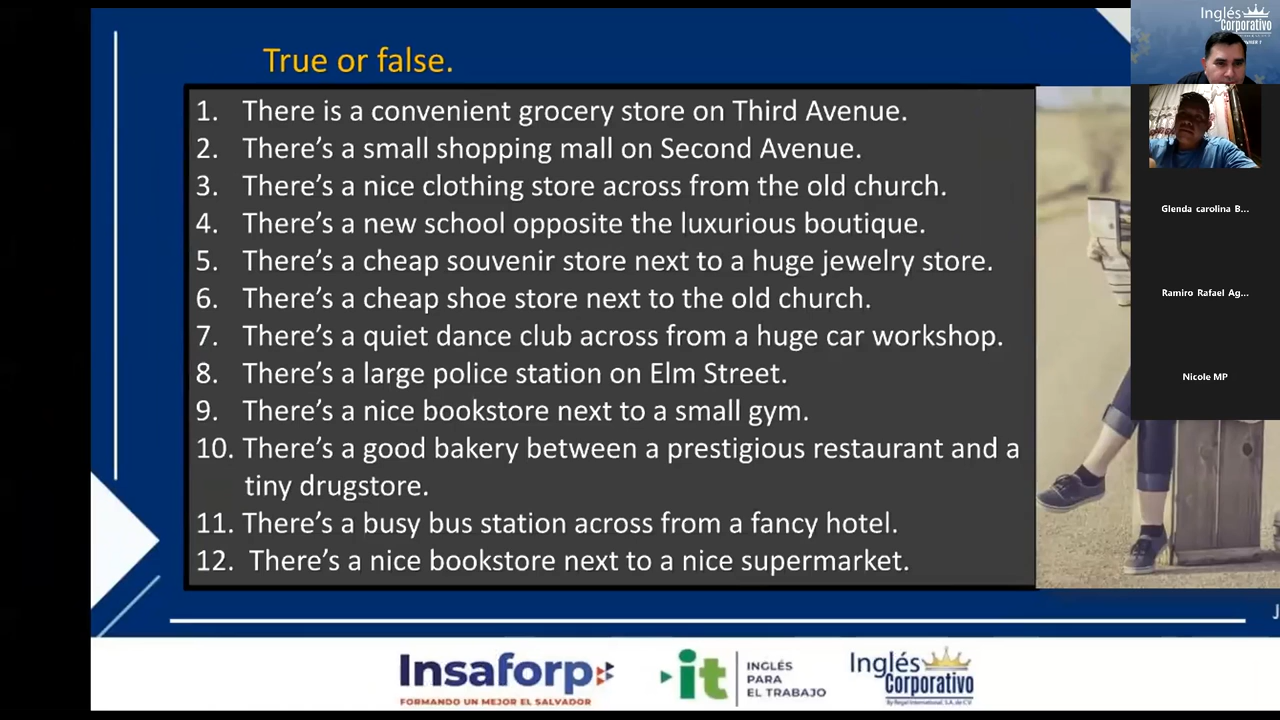 True or false.
1. There is a convenient grocery store on Third Avenue.
2. There's a small shopping mall on Second Avenue.
3. There's a nice clothing store across from the old church.
4. There's a new school opposite the luxurious boutique.
5. There's a cheap souvenir store next to a huge jewelry store.
6. There's a cheap shoe store next to the old church.
7. There's a quiet dance club across from a huge car workshop.
8. There's a large police station on Elm Street.
9. There's a nice bookstore next to a small gym.
10. There's a good bakery between a prestigious restaurant and a
tiny drugstore.
11. There's a busy bus station across from a fancy hotel.
12. There's a nice bookstore next to a nice supermarket.
Inglés
Corporativo
Glenda carolina B...
Ramiro Rafael Ag...
Nicole MP
J
Insaforp
FORMANDO UN MEJOR EL SALVADOR
it
INGLÉS
PARA
EL TRABAJO
Inglés
Corporativo
By Regal International, S.A. de C.V.